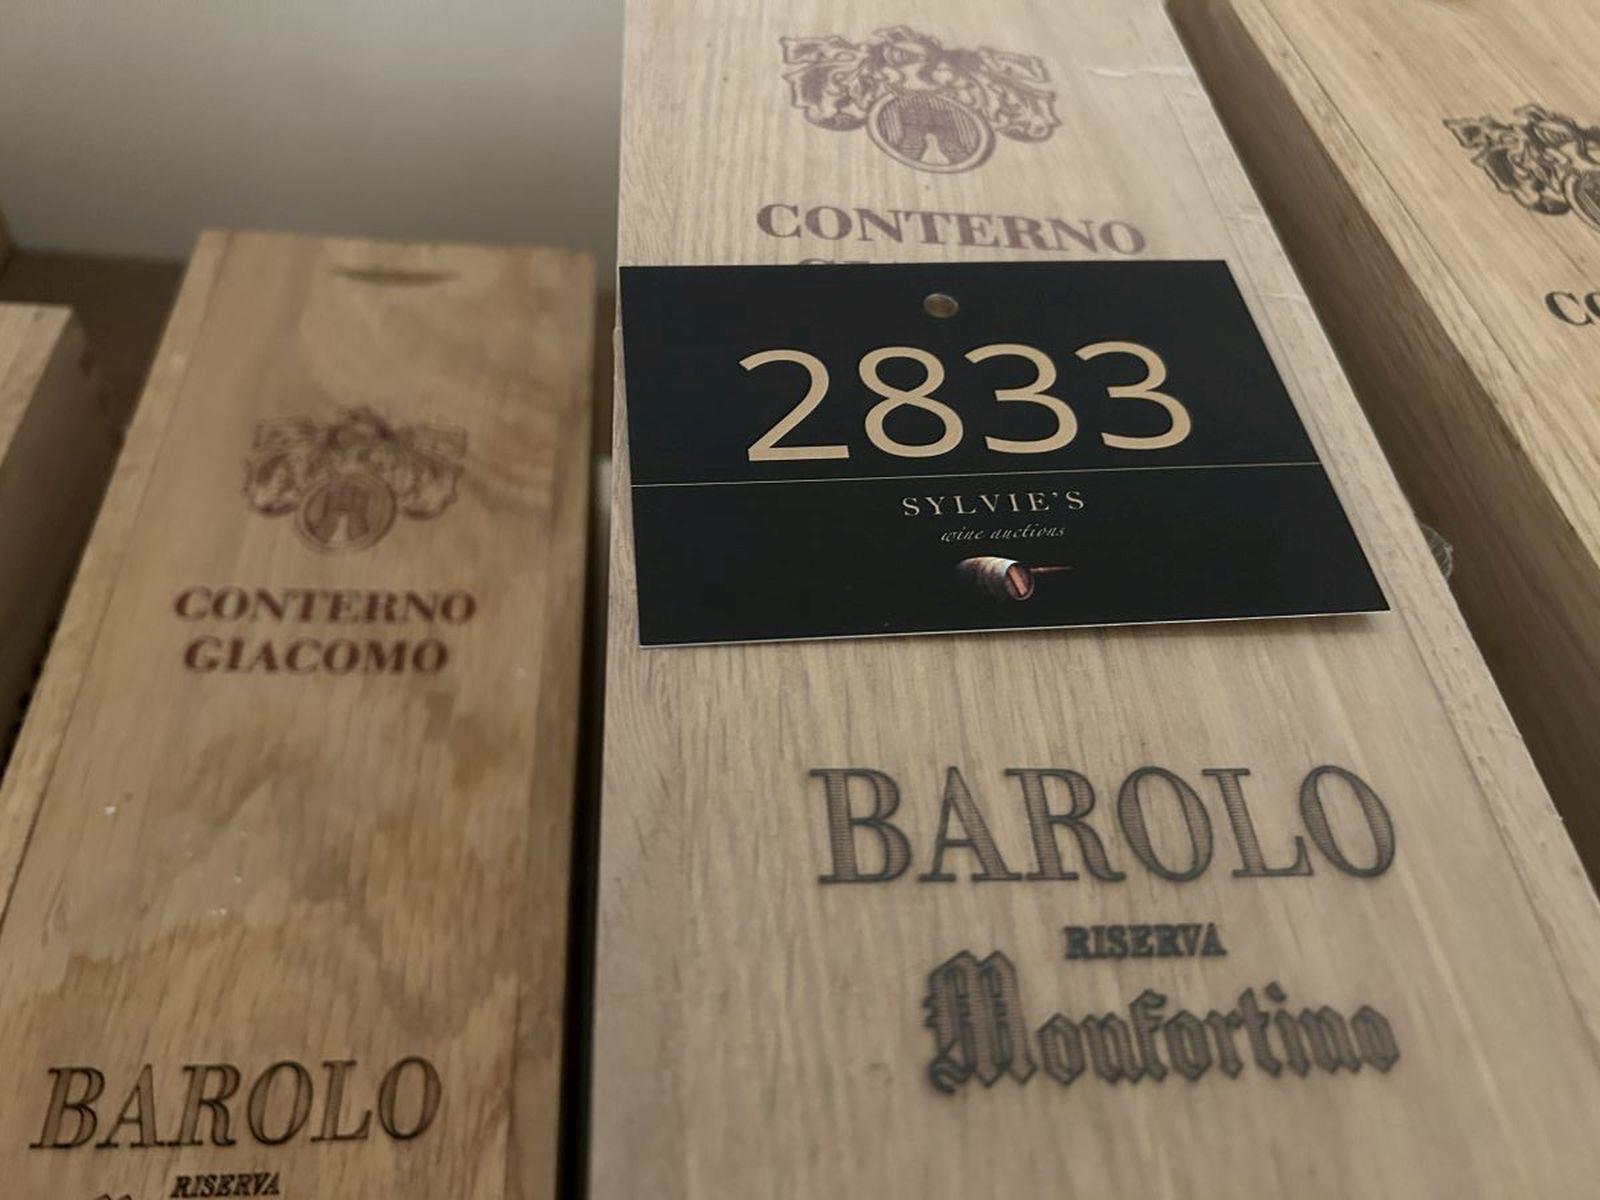 CONTERNO
GIACOMO
BAROLO
RISERVA
CONTERNO
2833
SYLVIE'S
wine auctions
BAROLO
RISERVA
Monfortino